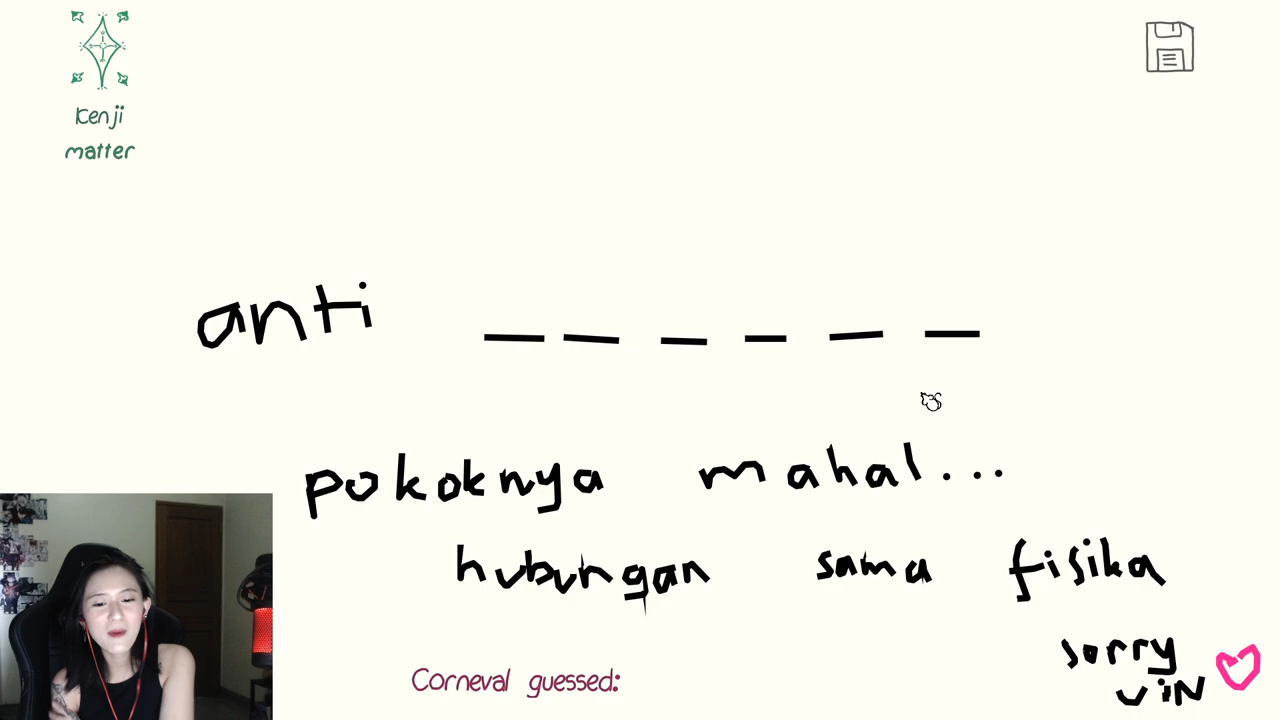 Kenji
matter
anti _ _ _ _ _ _
pokoknya mahal...
hubungan sama fisika
sorry
viN
Corneval guessed: